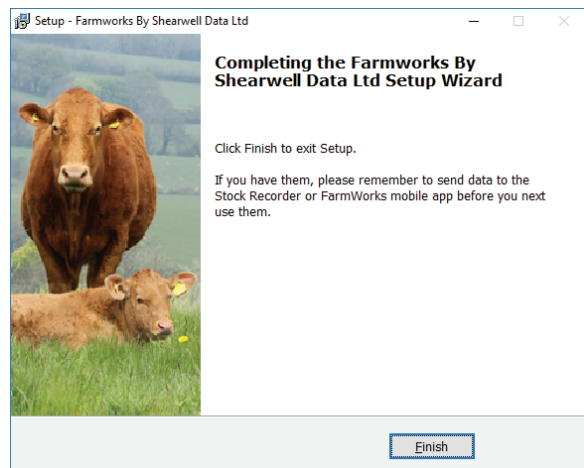 Setup - Farmworks By Shearwell Data Ltd
Completing the Farmworks By
Shearwell Data Ltd Setup Wizard
Click Finish to exit Setup.
If you have them, please remember to send data to the
Stock Recorder or FarmWorks mobile app before you next
use them.
Finish